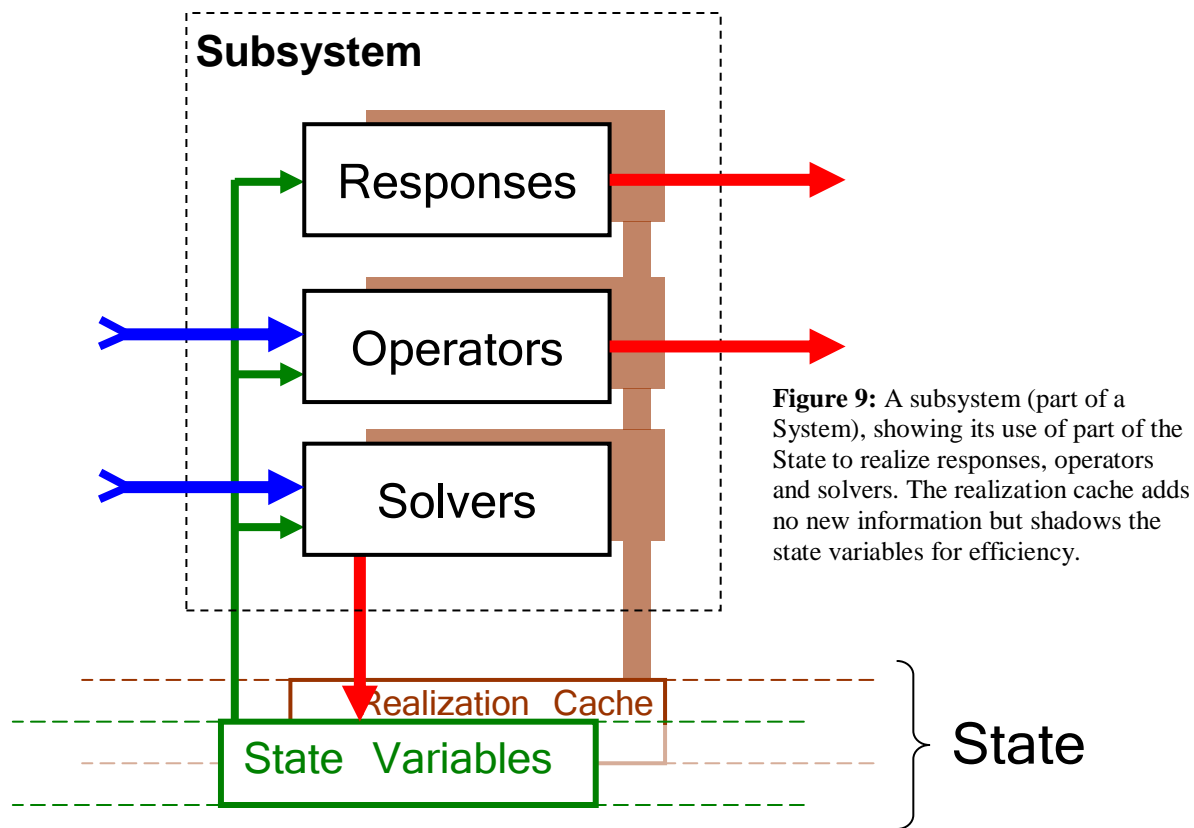 Subsystem
Responses
Operators
Solvers
Figure 9: A subsystem (part of a
System), showing its use of part of the
State to realize responses, operators
and solvers. The realization cache adds
no new information but shadows the
state variables for efficiency.
Realization Cache
State Variables
State